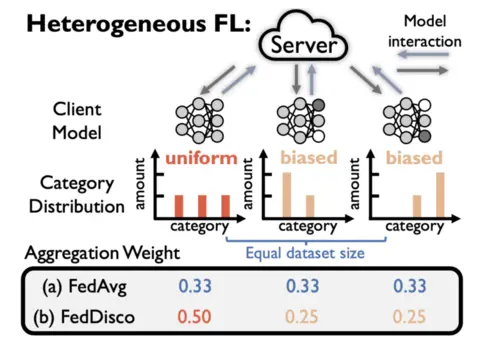 Heterogeneous FL:
Server
Model
interaction
Client
Model
uniform
biased
biased
Category
Distribution
amount
amount
amount
category
category
category
Aggregation Weight
Equal dataset size
(a) FedAvg 0.33 0.33 0.33
(b) FedDisco 0.50 0.25 0.25